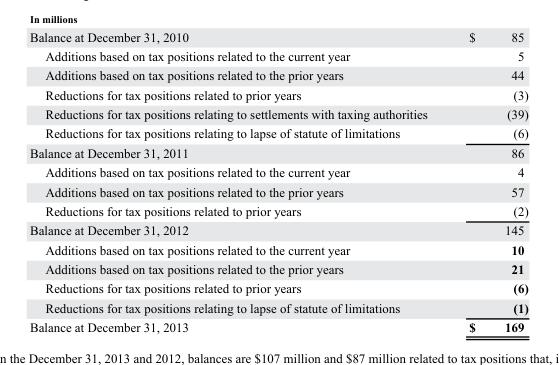 In millions
Balance at December 31, 2010 $ 85
Additions based on tax positions related to the current year 5
Additions based on tax positions related to the prior years 44
Reductions for tax positions related to prior years (3)
Reductions for tax positions relating to settlements with taxing authorities (39)
Reductions for tax positions relating to lapse of statute of limitations (6)
Balance at December 31, 2011 86
Additions based on tax positions related to the current year 4
Additions based on tax positions related to the prior years 57
Reductions for tax positions related to prior years (2)
Balance at December 31, 2012 145
Additions based on tax positions related to the current year 10
Additions based on tax positions related to the prior years 21
Reductions for tax positions related to prior years (6)
Reductions for tax positions relating to lapse of statute of limitations (1)
Balance at December 31, 2013 $ 169
n the December 31, 2013 and 2012, balances are $107 million and $87 million related to tax positions that, i